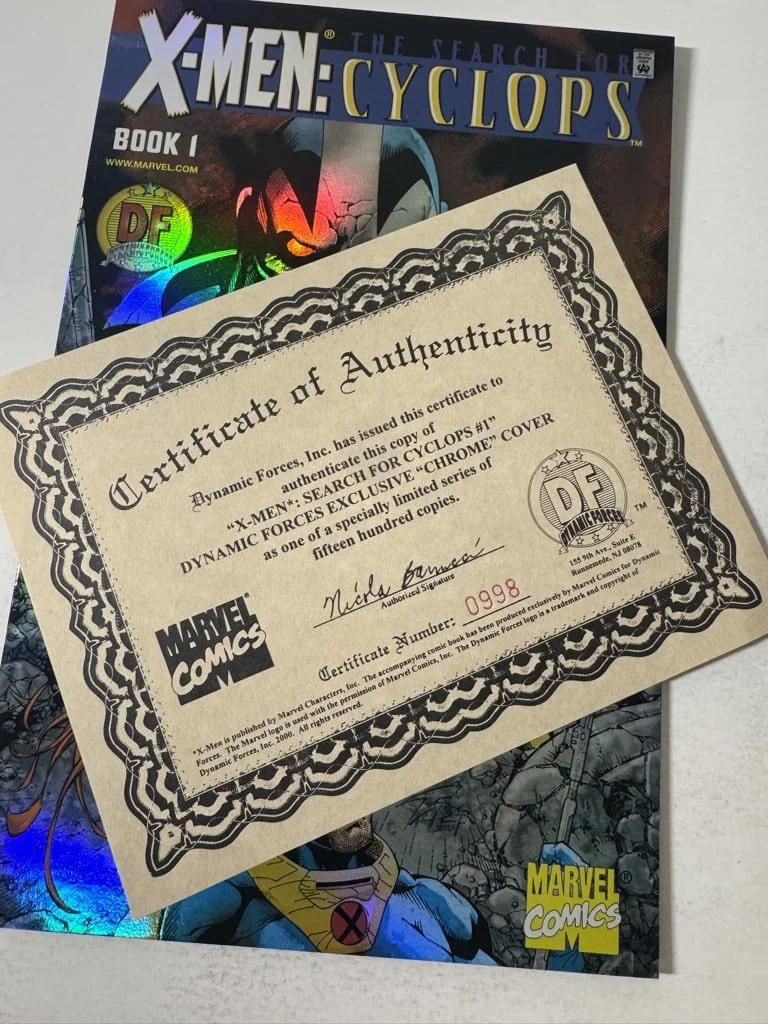 X-MEN:®
THE SEARCH FOR
CYCLOPS™
BOOK 1
WWW.MARVEL.COM
DF
Certificate of Authenticity
Dynamic Forces, Inc. has issued this certificate to
authenticate this copy of
"X-MEN*: SEARCH FOR CYCLOPS #1"
DYNAMIC FORCES EXCLUSIVE "CHROME" COVER
as one of a specially limited series of
fifteen hundred copies.
DF
DYNAMIC FORCES
™
155 9th Ave., Suite E
Runnemede, NJ 08078
Authorized Signature
MARVEL®
COMICS
Certificate Number: 0998
*X-Men is published by Marvel Characters, Inc. The accompanying comic book has been produced exclusively by Marvel Comics for Dynamic
Forces. The Marvel logo is used with the permission of Marvel Comics, Inc. The Dynamic Forces logo is a trademark and copyright of
Dynamic Forces, Inc. 2000. All rights reserved.
X
MARVEL®
COMICS